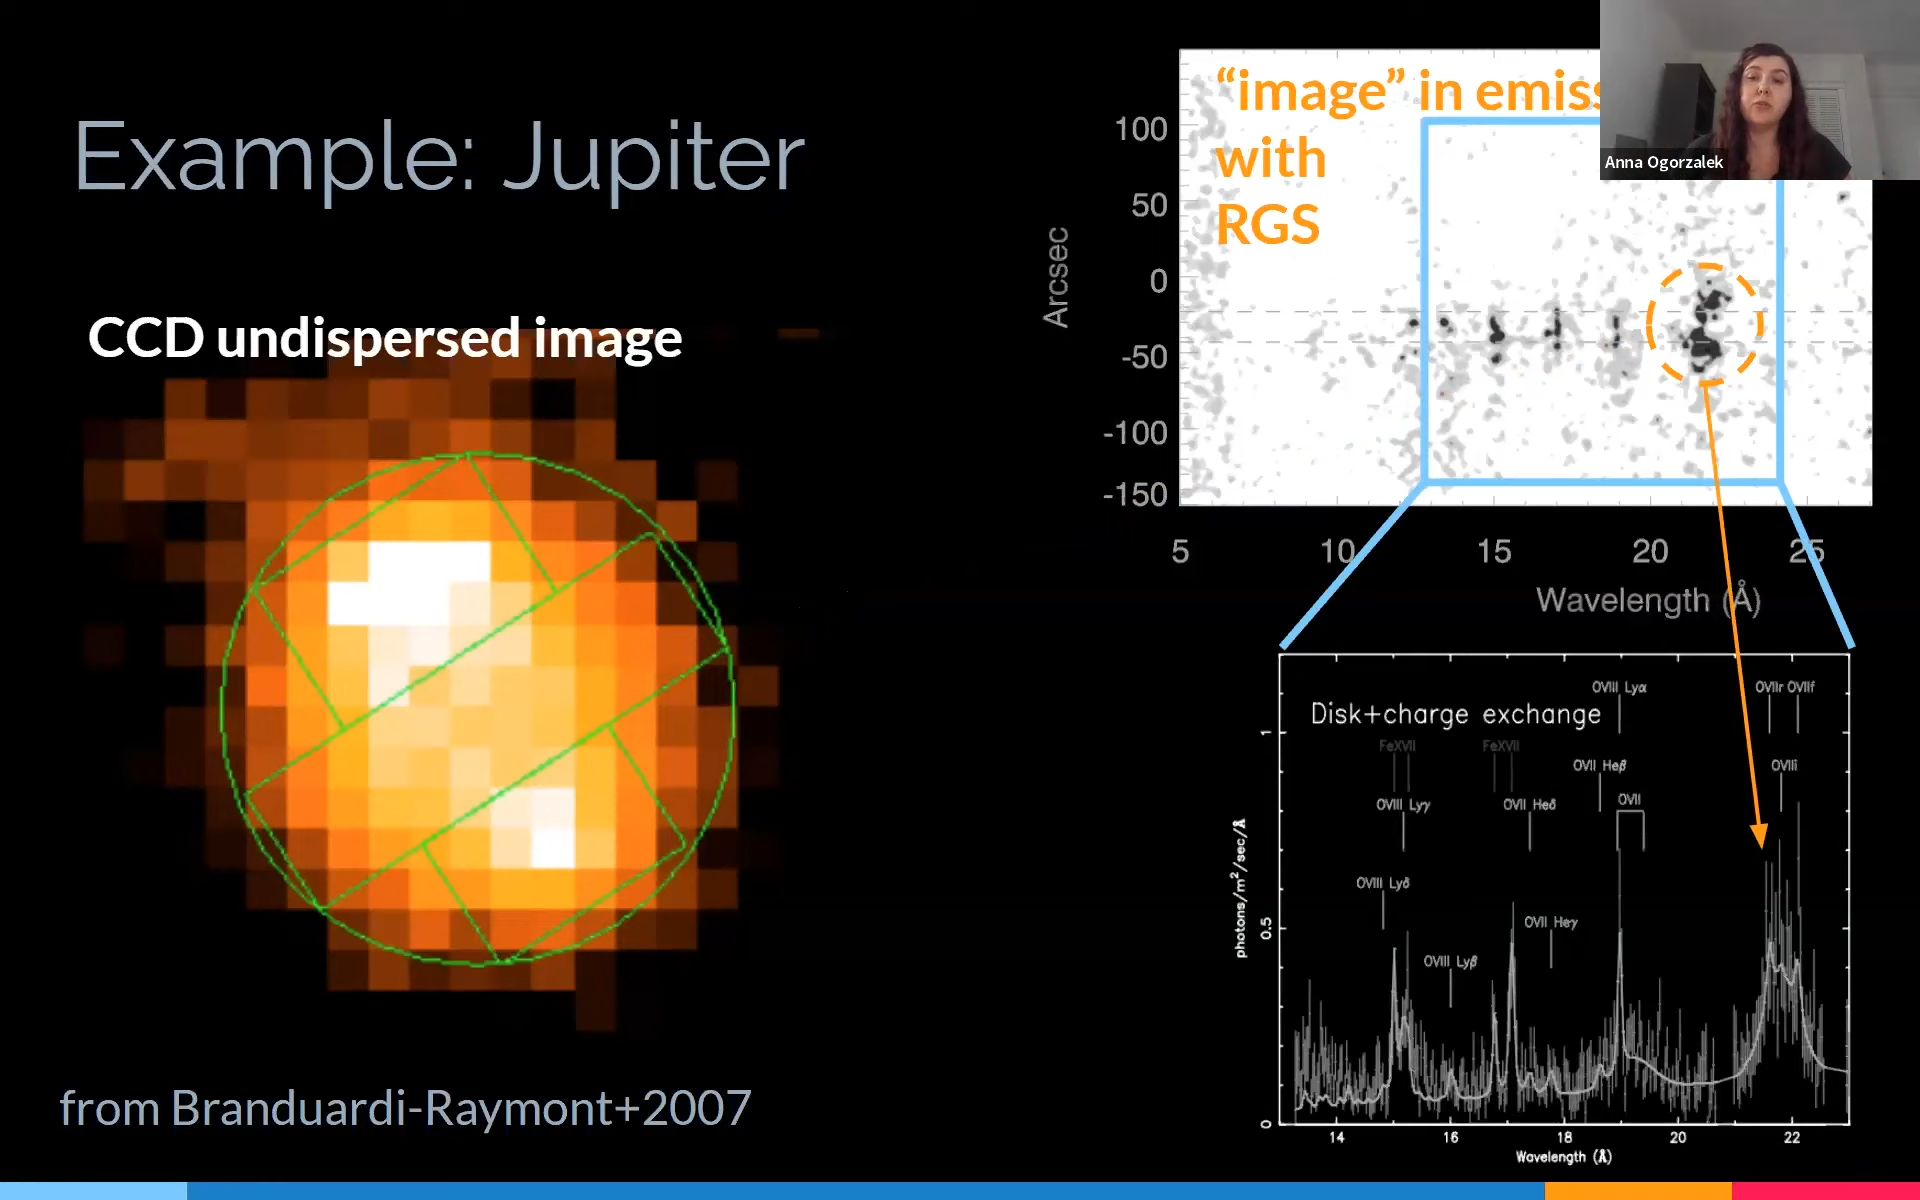 Example: Jupiter
CCD undispersed image
from Branduardi-Raymont+2007
“image” in emiss
with
RGS
Anna Ogorzalek
Arcsec
100
50
0
-50
-100
-150
5 10 15 20 25
Wavelength (Å)
Disk+charge exchange
OVIII Lyα
OVIIr OVIIf
FeXVII
FeXVII
OVII Heβ
OVIIi
OVIII Lyγ
OVII Heδ
OVII
OVIII Lyδ
OVII Heγ
OVIII Lyβ
photons/m²/sec/Å
1
0.5
0
14 16 18 20 22
Wavelength (Å)